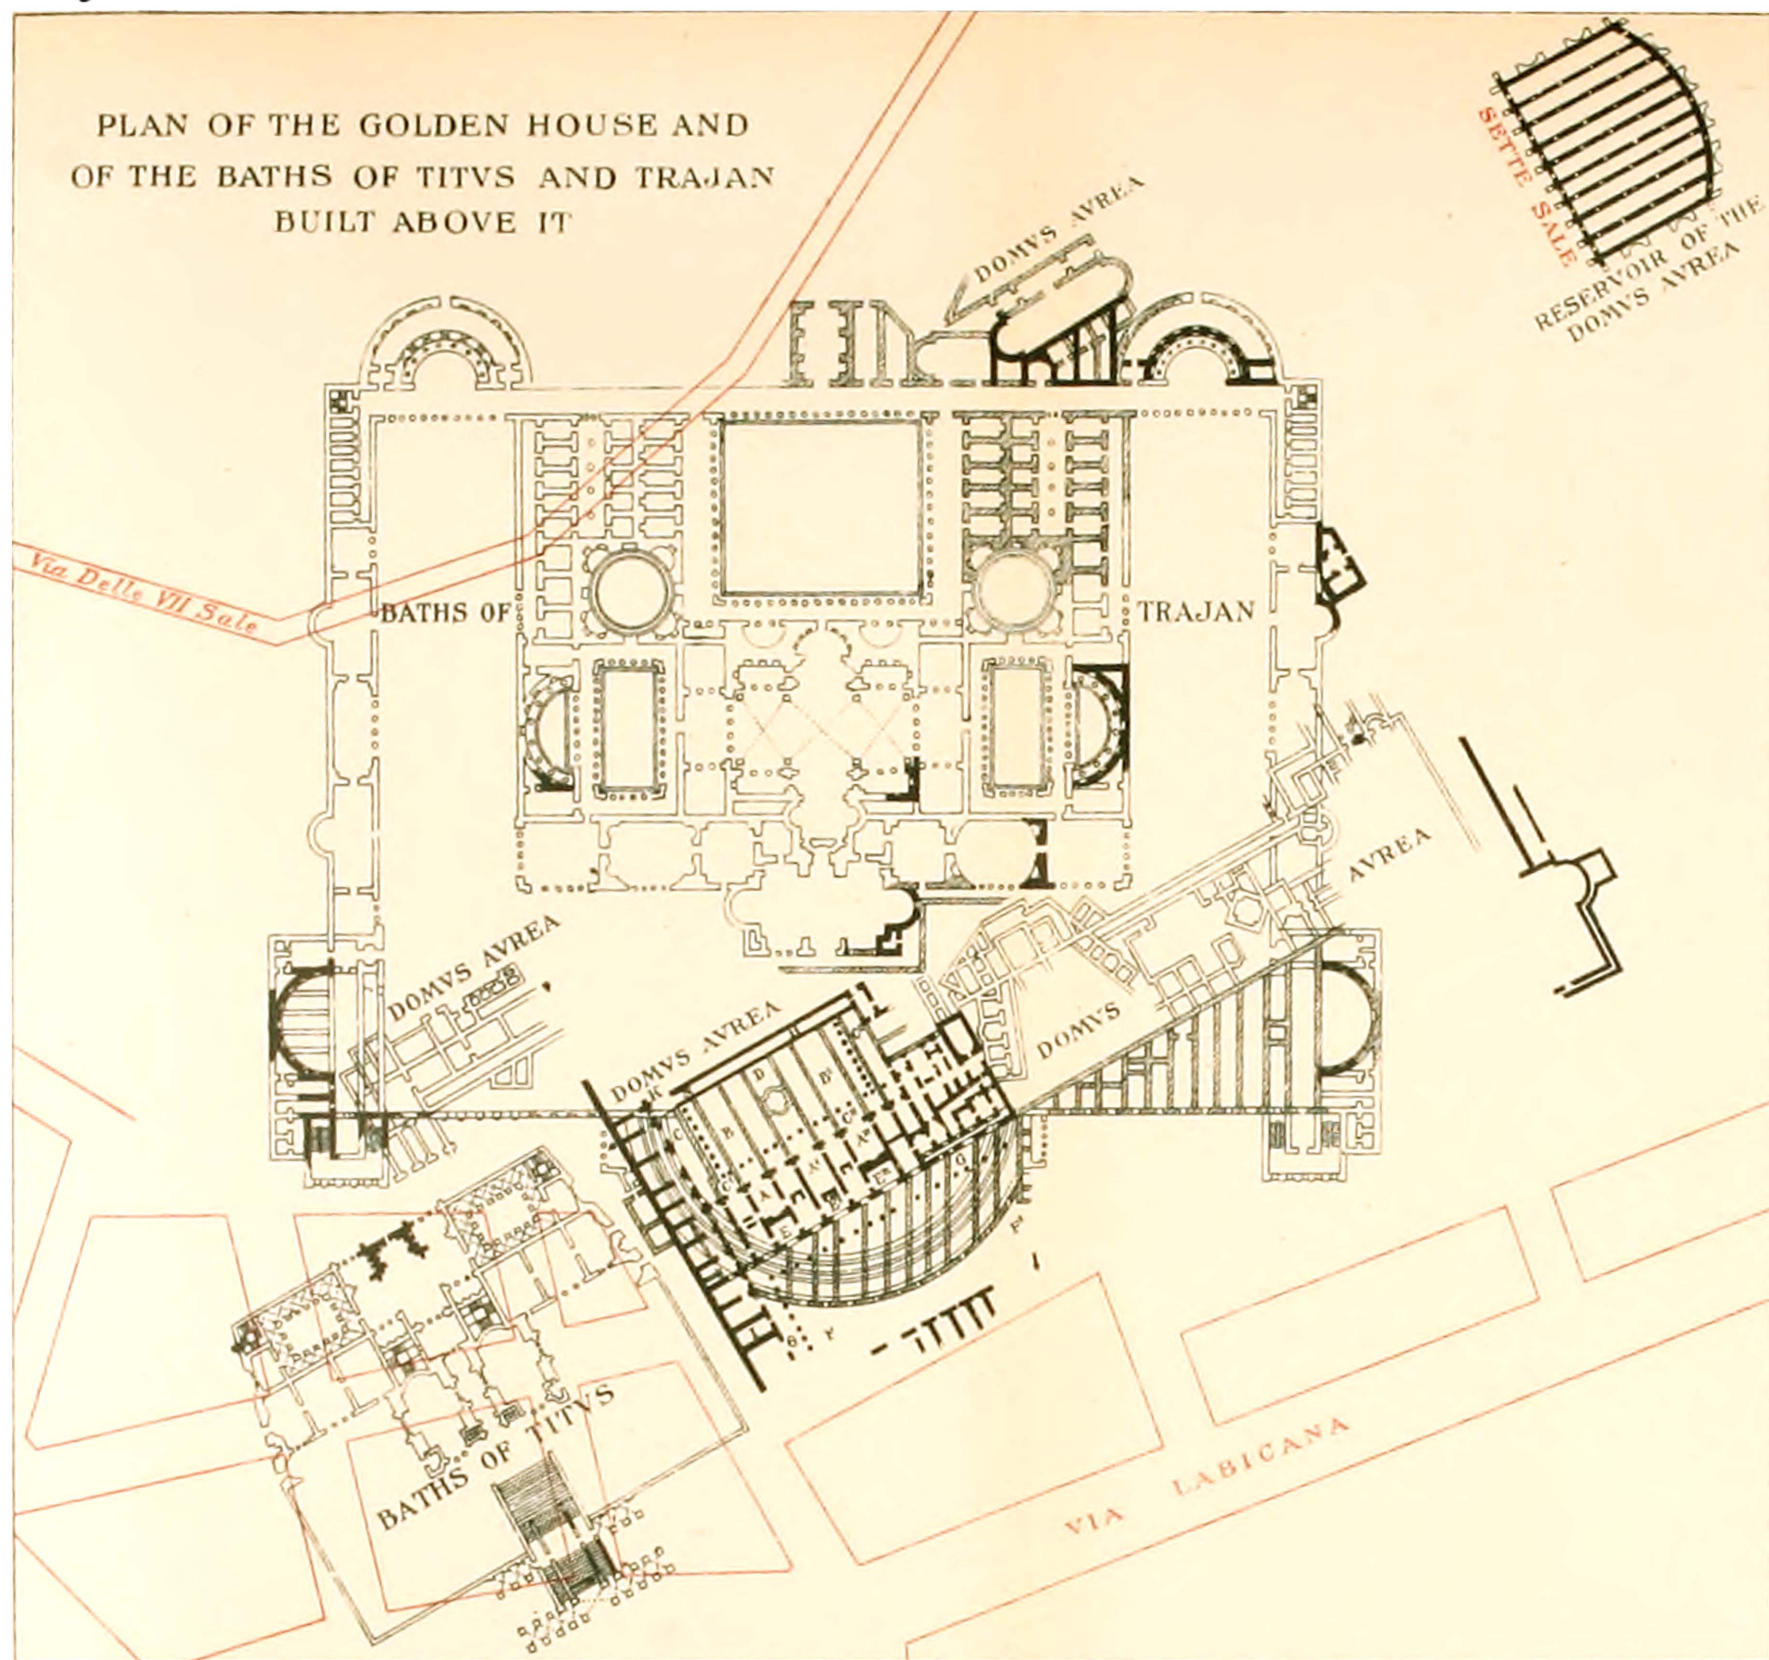 PLAN OF THE GOLDEN HOUSE AND
OF THE BATHS OF TITVS AND TRAJAN
BUILT ABOVE IT
SETTE SALE
RESERVOIR OF THE
DOMVS AVREA
DOMVS AVREA
Via Delle VII Sale
BATHS OF
TRAJAN
DOMVS AVREA
DOMVS AVREA
DOMVS
AVREA
K
D
B
C
A
E
G
BATHS OF TITVS
VIA LABICANA